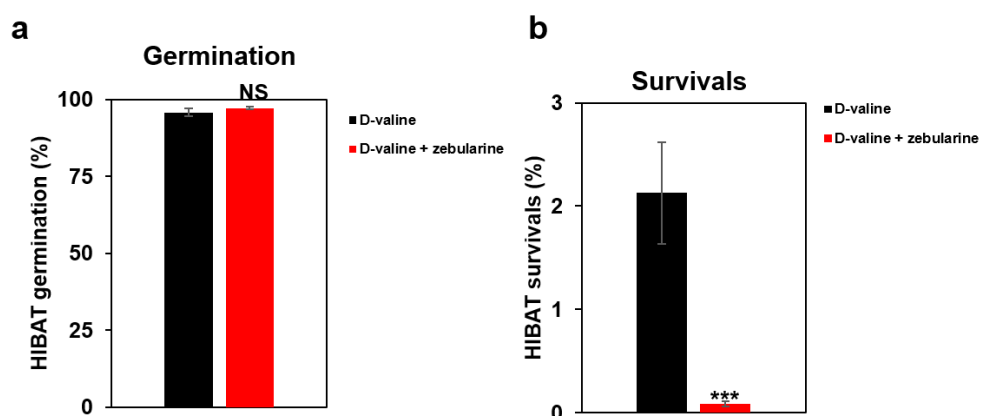 a
Germination
HIBAT germination (%)
100
75
50
25
0
NS
D-valine
D-valine + zebularine
b
Survivals
HIBAT survivals (%)
3
2
1
0
***
D-valine
D-valine + zebularine